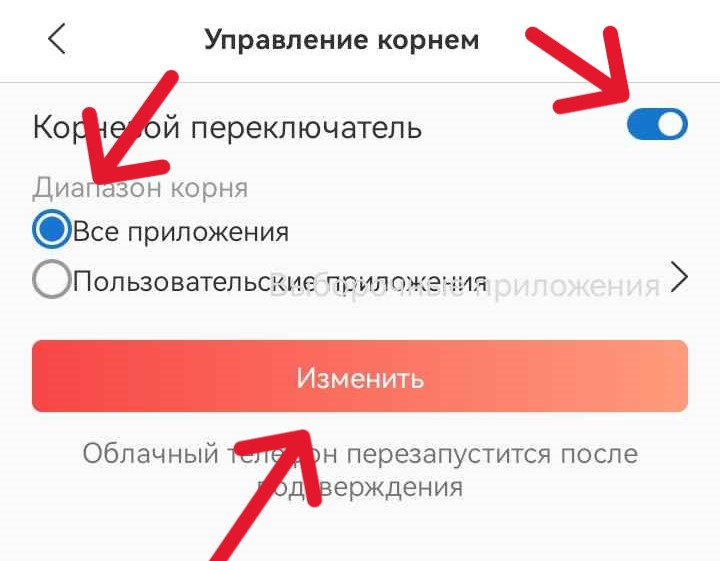 Управление корнем
Корневой переключатель
Диапазон корня
Все приложения
Пользовательские приложения
Выборочные приложения
Изменить
Облачный телефон перезапустится после
подтверждения